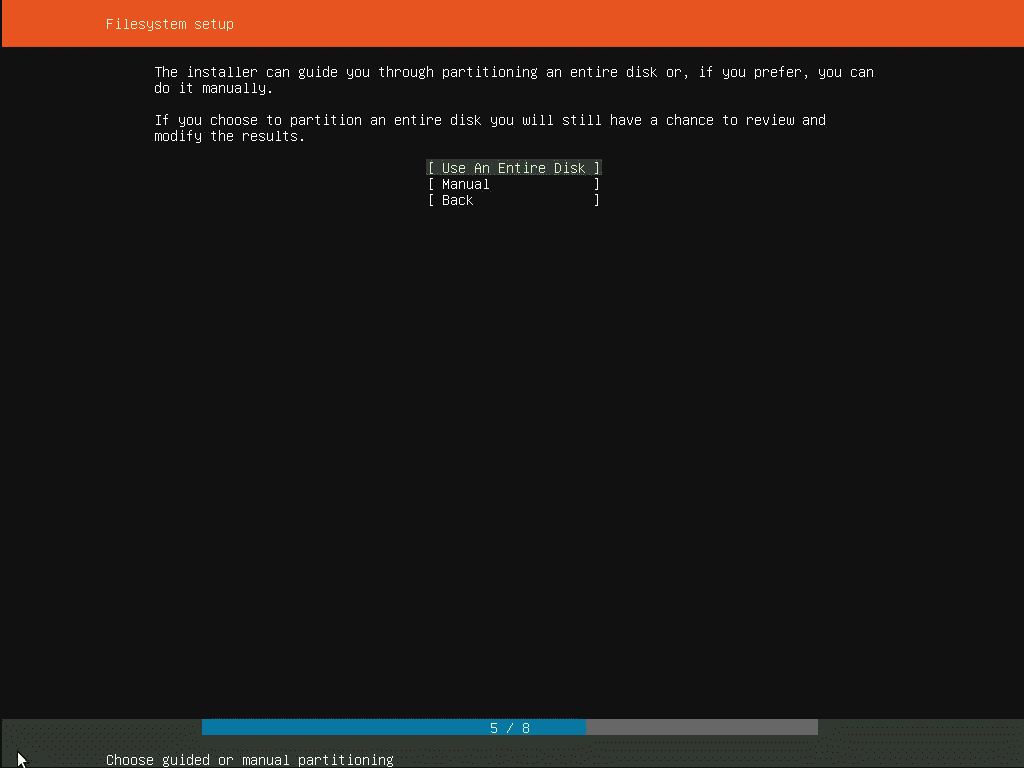 Filesystem setup
The installer can guide you through partitioning an entire disk or, if you prefer, you can
do it manually.
If you choose to partition an entire disk you will still have a chance to review and
modify the results.
[ Use An Entire Disk ]
[ Manual ]
[ Back ]
5 / 8
Choose guided or manual partitioning